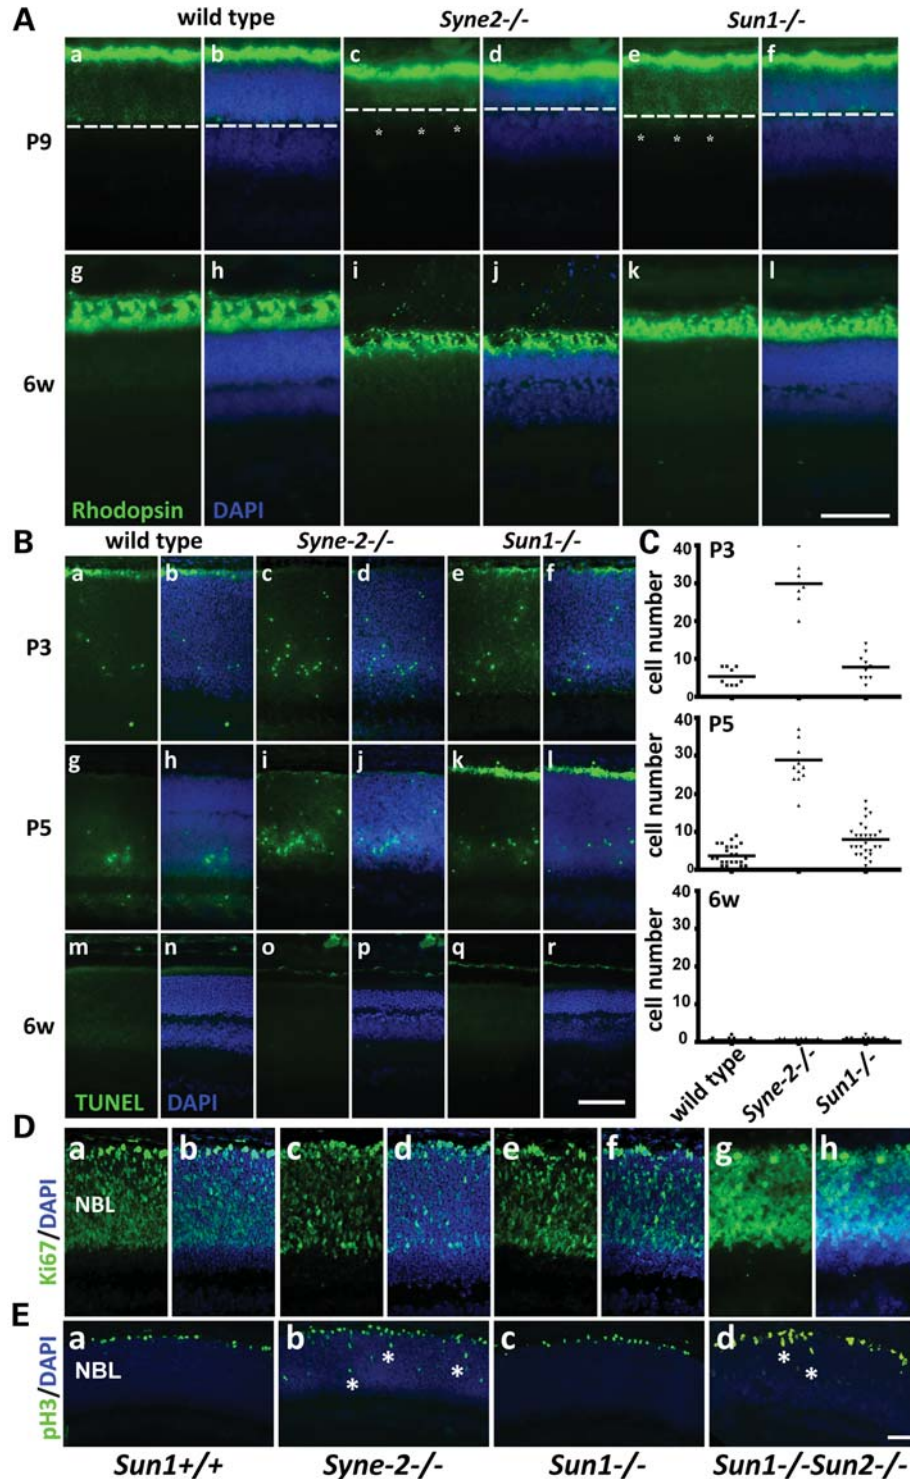 A wild type Syne2-/- Sun1-/-
a b c d e f
P9
* * * * * *
g h i j k l
6w
Rhodopsin DAPI
B wild type Syne-2-/- Sun1-/-
a b c d e f
P3
g h i j k l
P5
m n o p q r
6w
TUNEL DAPI
C
P3
40
30
20
10
0
cell number
P5
40
30
20
10
0
cell number
6w
40
30
20
10
0
cell number
wild type Syne-2-/- Sun1-/-
D
a b c d e f g h
NBL
Ki67/DAPI
E
a b c d
NBL
* * * * *
pH3/DAPI
Sun1+/+ Syne-2-/- Sun1-/- Sun1-/-Sun2-/-